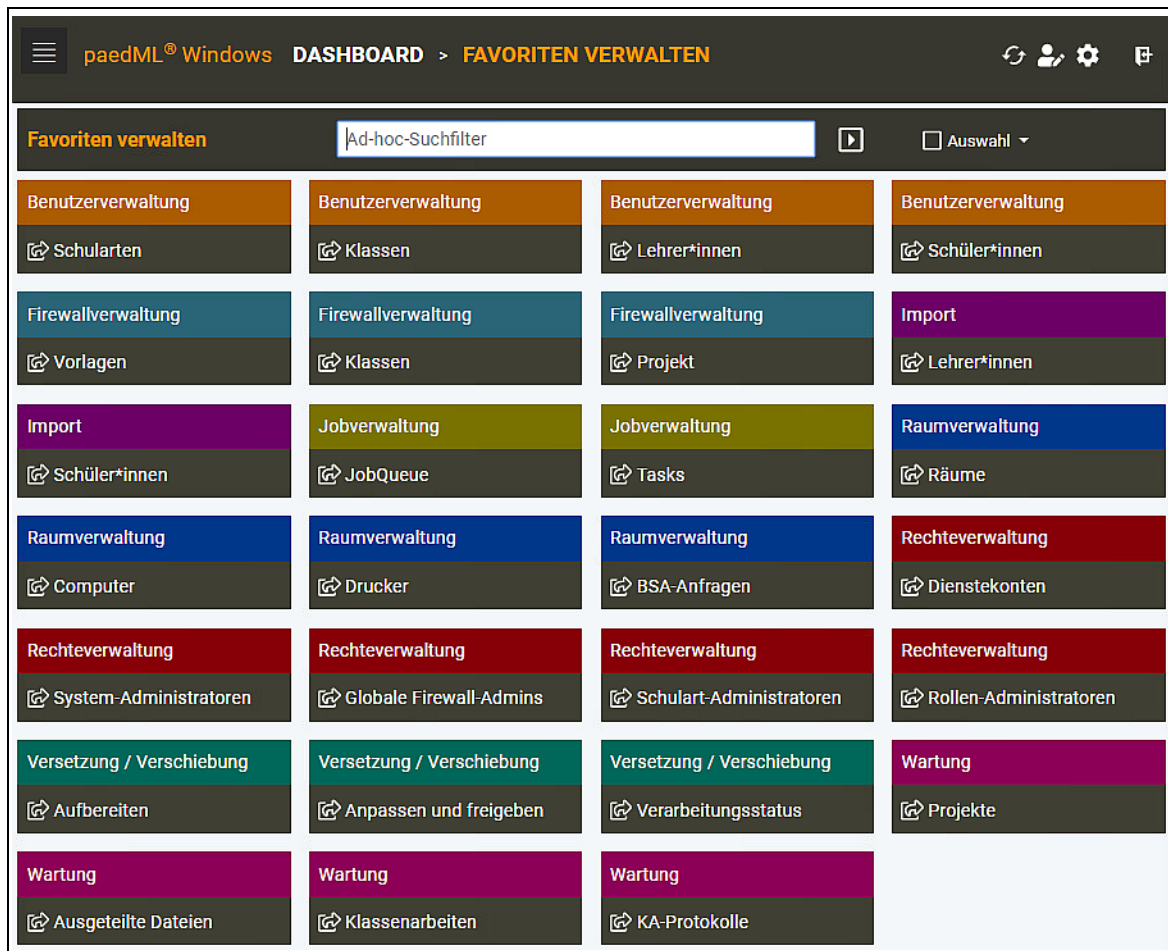 paedML® Windows DASHBOARD > FAVORITEN VERWALTEN
Favoriten verwalten Ad-hoc-Suchfilter Auswahl
Benutzerverwaltung Benutzerverwaltung Benutzerverwaltung Benutzerverwaltung
Schularten Klassen Lehrer*innen Schüler*innen
Firewallverwaltung Firewallverwaltung Firewallverwaltung Import
Vorlagen Klassen Projekt Lehrer*innen
Import Jobverwaltung Jobverwaltung Raumverwaltung
Schüler*innen JobQueue Tasks Räume
Raumverwaltung Raumverwaltung Raumverwaltung Rechteverwaltung
Computer Drucker BSA-Anfragen Dienstekonten
Rechteverwaltung Rechteverwaltung Rechteverwaltung Rechteverwaltung
System-Administratoren Globale Firewall-Admins Schulart-Administratoren Rollen-Administratoren
Versetzung / Verschiebung Versetzung / Verschiebung Versetzung / Verschiebung Wartung
Aufbereiten Anpassen und freigeben Verarbeitungsstatus Projekte
Wartung Wartung Wartung
Ausgeteilte Dateien Klassenarbeiten KA-Protokolle